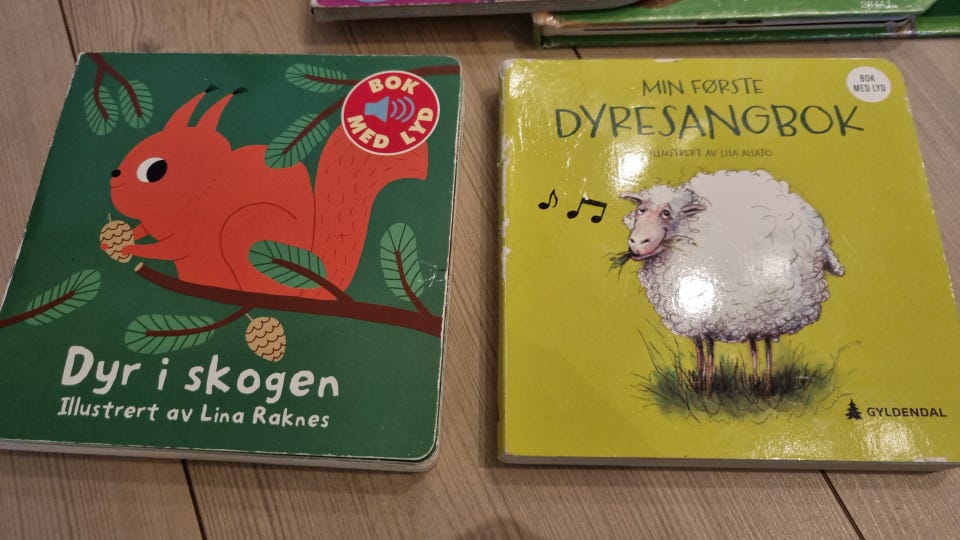 BOK
MED LYD
Dyr i skogen
Illustrert av Lina Raknes
MIN FØRSTE
DYRESANGBOK
ILLUSTRERT AV LISA AISATO
BOK
MED LYD
GYLDENDAL